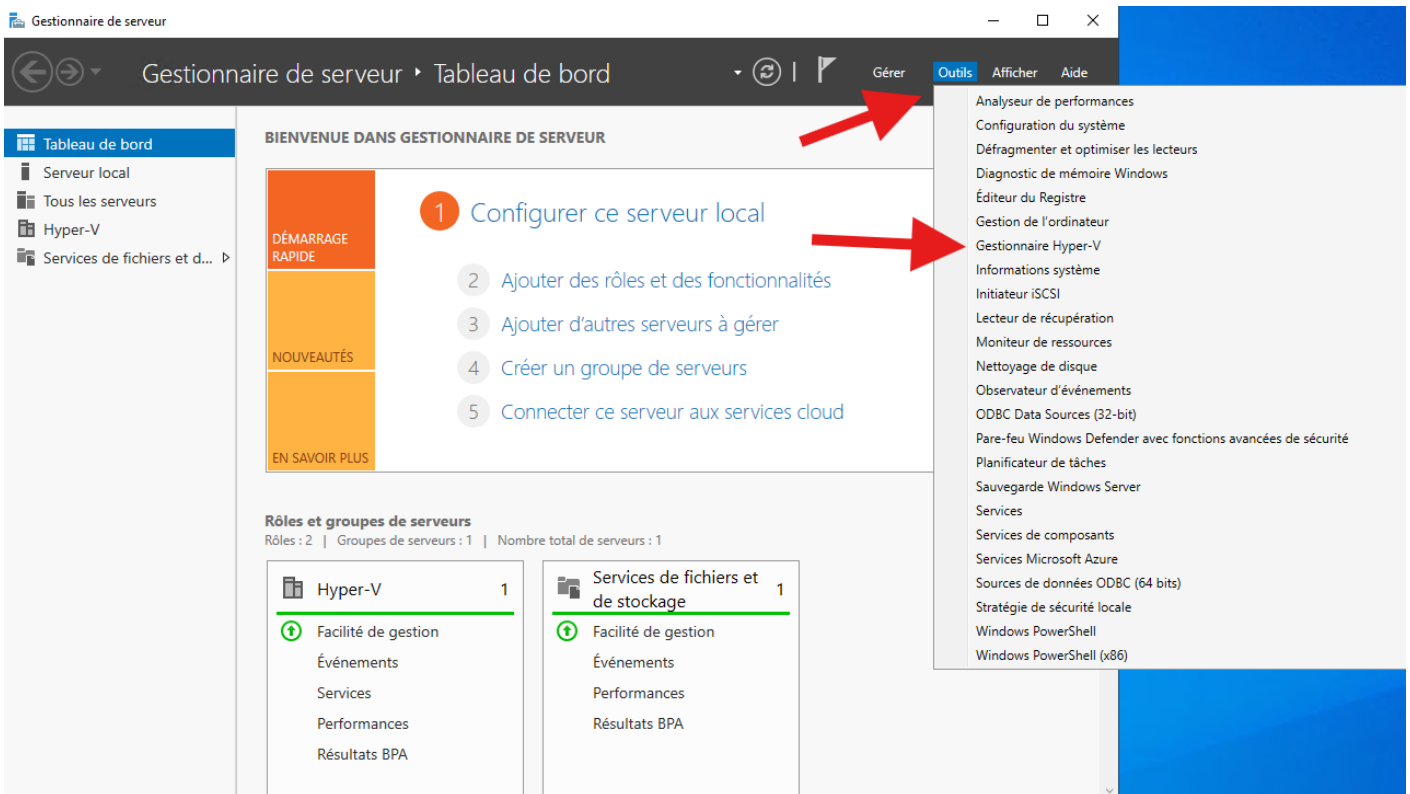 Gestionnaire de serveur
Gestionnaire de serveur ‣ Tableau de bord
Gérer
Outils
Afficher
Aide
Tableau de bord
Serveur local
Tous les serveurs
Hyper-V
Services de fichiers et d...
BIENVENUE DANS GESTIONNAIRE DE SERVEUR
DÉMARRAGE
RAPIDE
NOUVEAUTÉS
EN SAVOIR PLUS
1 Configurer ce serveur local
2 Ajouter des rôles et des fonctionnalités
3 Ajouter d’autres serveurs à gérer
4 Créer un groupe de serveurs
5 Connecter ce serveur aux services cloud
Rôles et groupes de serveurs
Rôles : 2 | Groupes de serveurs : 1 | Nombre total de serveurs : 1
Hyper-V 1
Facilité de gestion
Événements
Services
Performances
Résultats BPA
Services de fichiers et
de stockage 1
Facilité de gestion
Événements
Performances
Résultats BPA
Analyseur de performances
Configuration du système
Défragmenter et optimiser les lecteurs
Diagnostic de mémoire Windows
Éditeur du Registre
Gestion de l’ordinateur
Gestionnaire Hyper-V
Informations système
Initiateur iSCSI
Lecteur de récupération
Moniteur de ressources
Nettoyage de disque
Observateur d’événements
ODBC Data Sources (32-bit)
Pare-feu Windows Defender avec fonctions avancées de sécurité
Planificateur de tâches
Sauvegarde Windows Server
Services
Services de composants
Services Microsoft Azure
Sources de données ODBC (64 bits)
Stratégie de sécurité locale
Windows PowerShell
Windows PowerShell (x86)